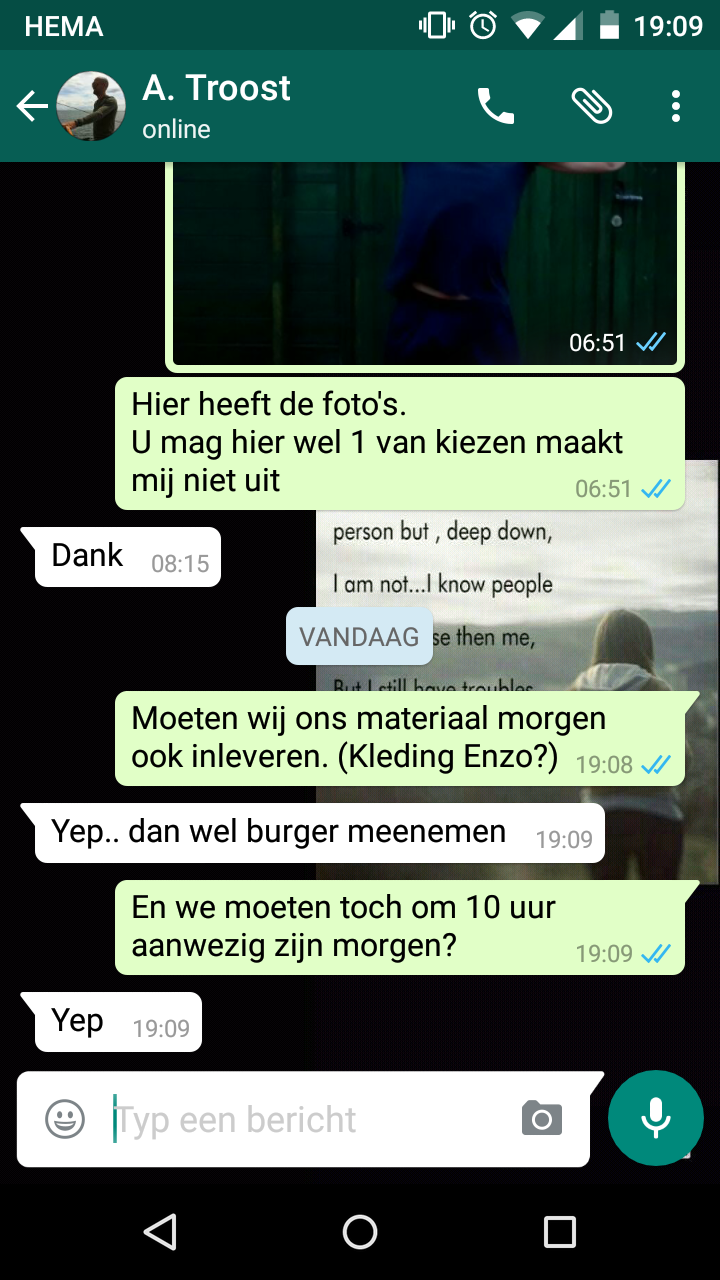 HEMA
19:09
A. Troost
online
06:51
Hier heeft de foto's.
U mag hier wel 1 van kiezen maakt
mij niet uit
06:51
person but , deep down,
Dank 08:15
I am not...I know people
VANDAAG
se then me,
But I still have troubles
Moeten wij ons materiaal morgen
ook inleveren. (Kleding Enzo?) 19:08
Yep.. dan wel burger meenemen 19:09
En we moeten toch om 10 uur
aanwezig zijn morgen? 19:09
Yep 19:09
Typ een bericht